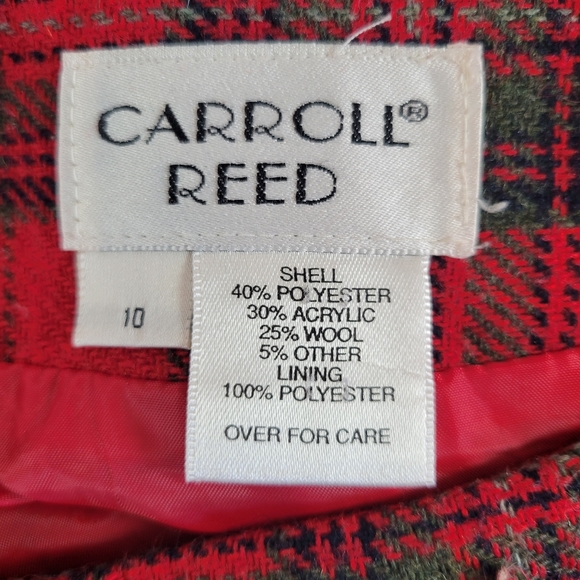 CARROLL®
REED
10
SHELL
40% POLYESTER
30% ACRYLIC
25% WOOL
5% OTHER
LINING
100% POLYESTER
OVER FOR CARE